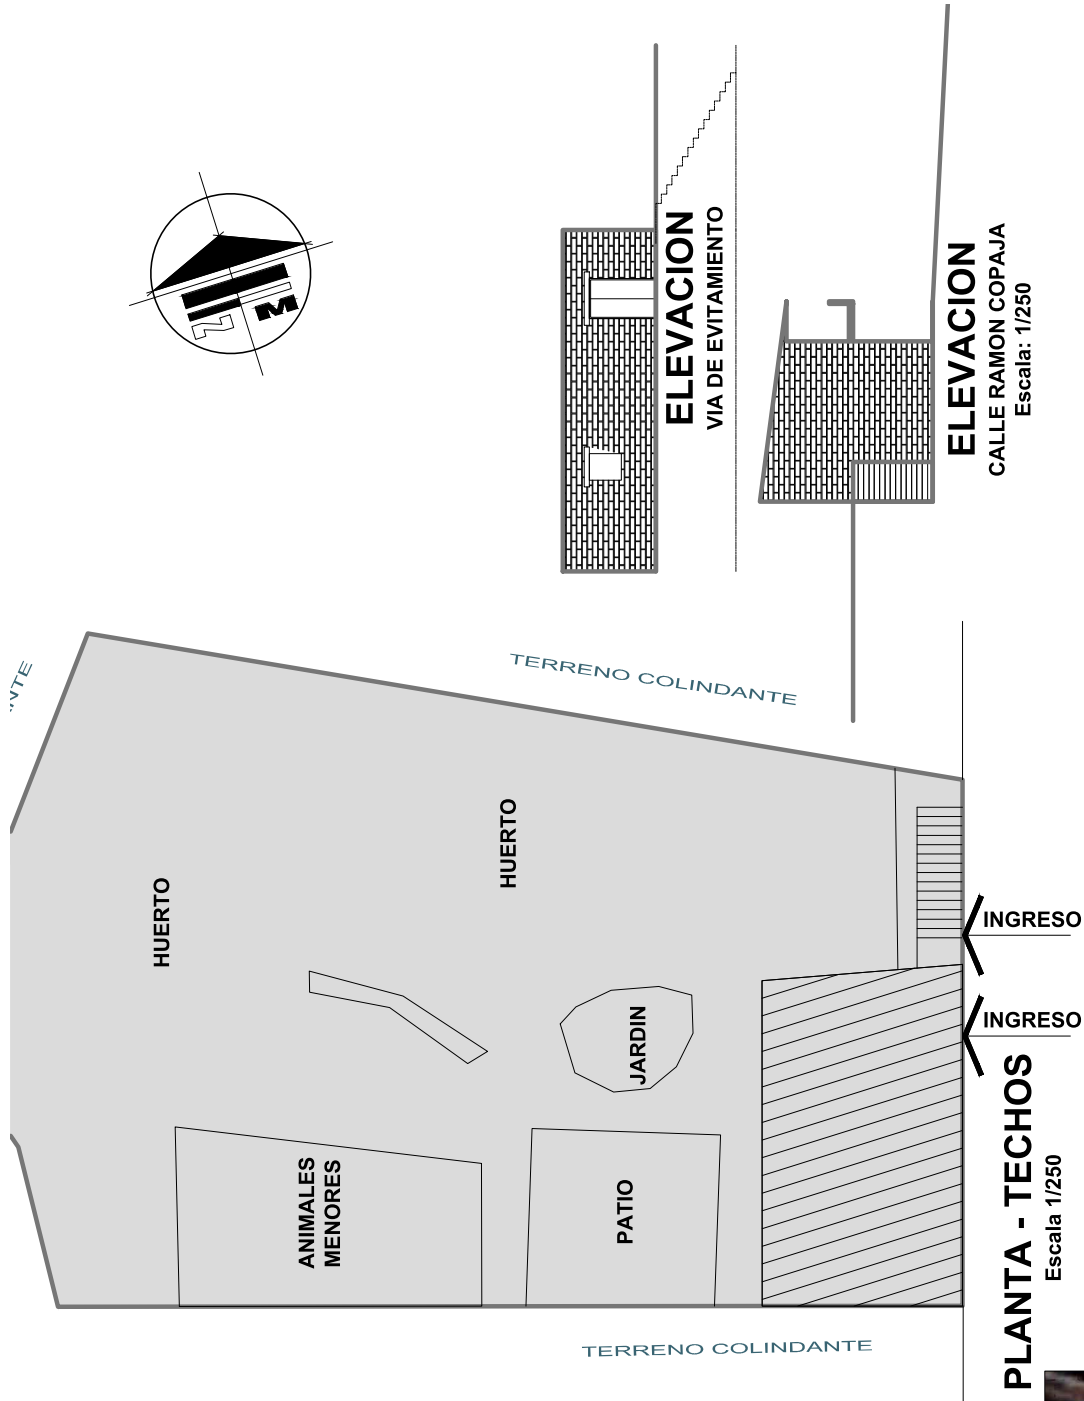 NM
ELEVACION
VIA DE EVITAMIENTO
ELEVACION
CALLE RAMON COPAJA
Escala: 1/250
TERRENO COLINDANTE
HUERTO
HUERTO
JARDIN
ANIMALES
MENORES
PATIO
INGRESO
INGRESO
TERRENO COLINDANTE
PLANTA - TECHOS
Escala 1/250